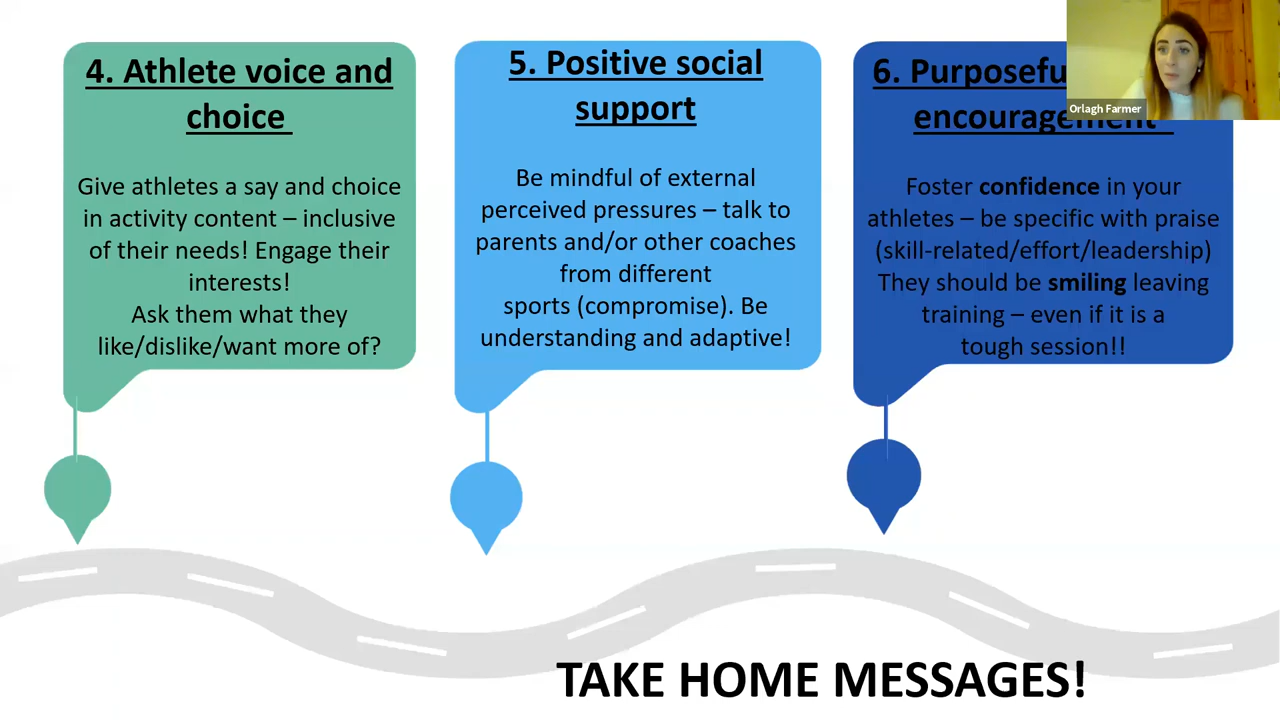 4. Athlete voice and
choice
Give athletes a say and choice
in activity content – inclusive
of their needs! Engage their
interests!
Ask them what they
like/dislike/want more of?
5. Positive social
support
Be mindful of external
perceived pressures – talk to
parents and/or other coaches
from different
sports (compromise). Be
understanding and adaptive!
6. Purposefu
encouragement
Foster confidence in your
athletes – be specific with praise
(skill-related/effort/leadership)
They should be smiling leaving
training – even if it is a
tough session!!
Orlagh Farmer
TAKE HOME MESSAGES!